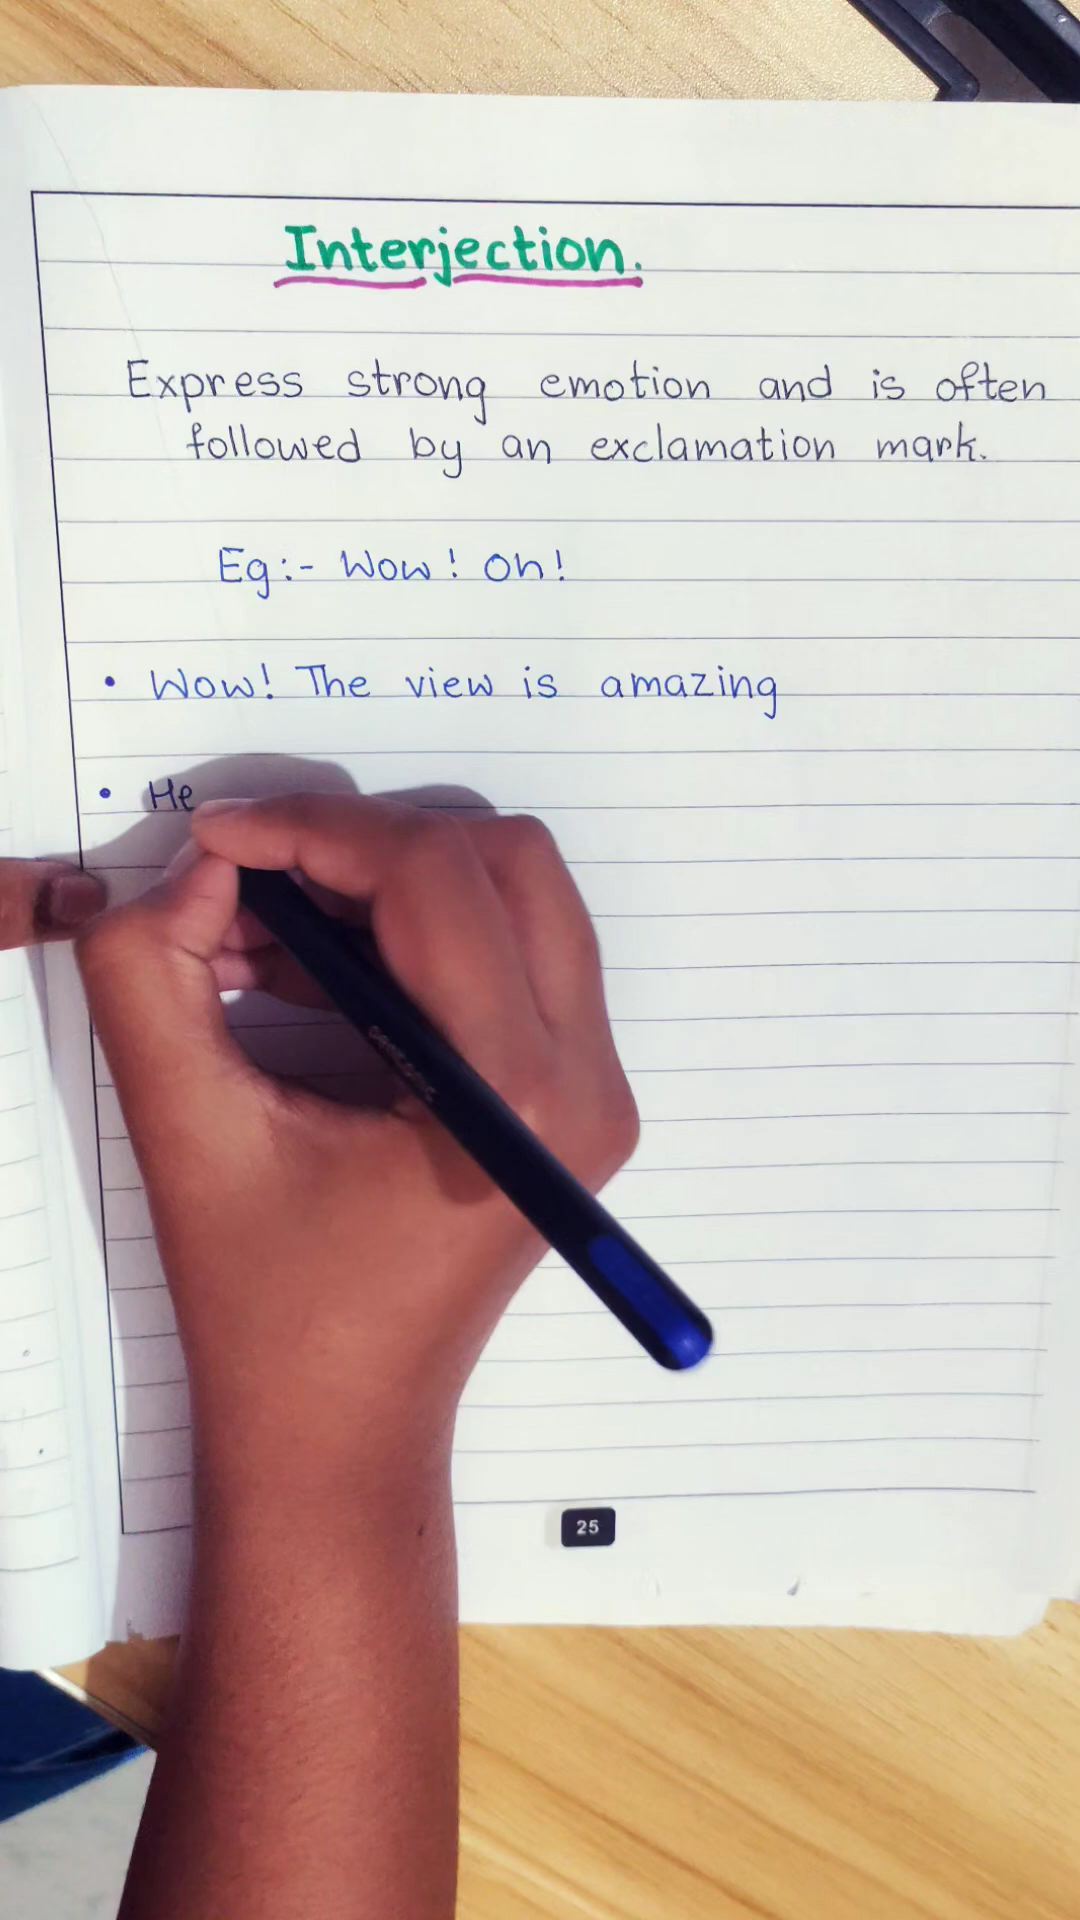 Interjection.
Express strong emotion and is often
followed by an exclamation mark.
Eg:- Wow! Oh!
• Wow! The view is amazing
• He
25